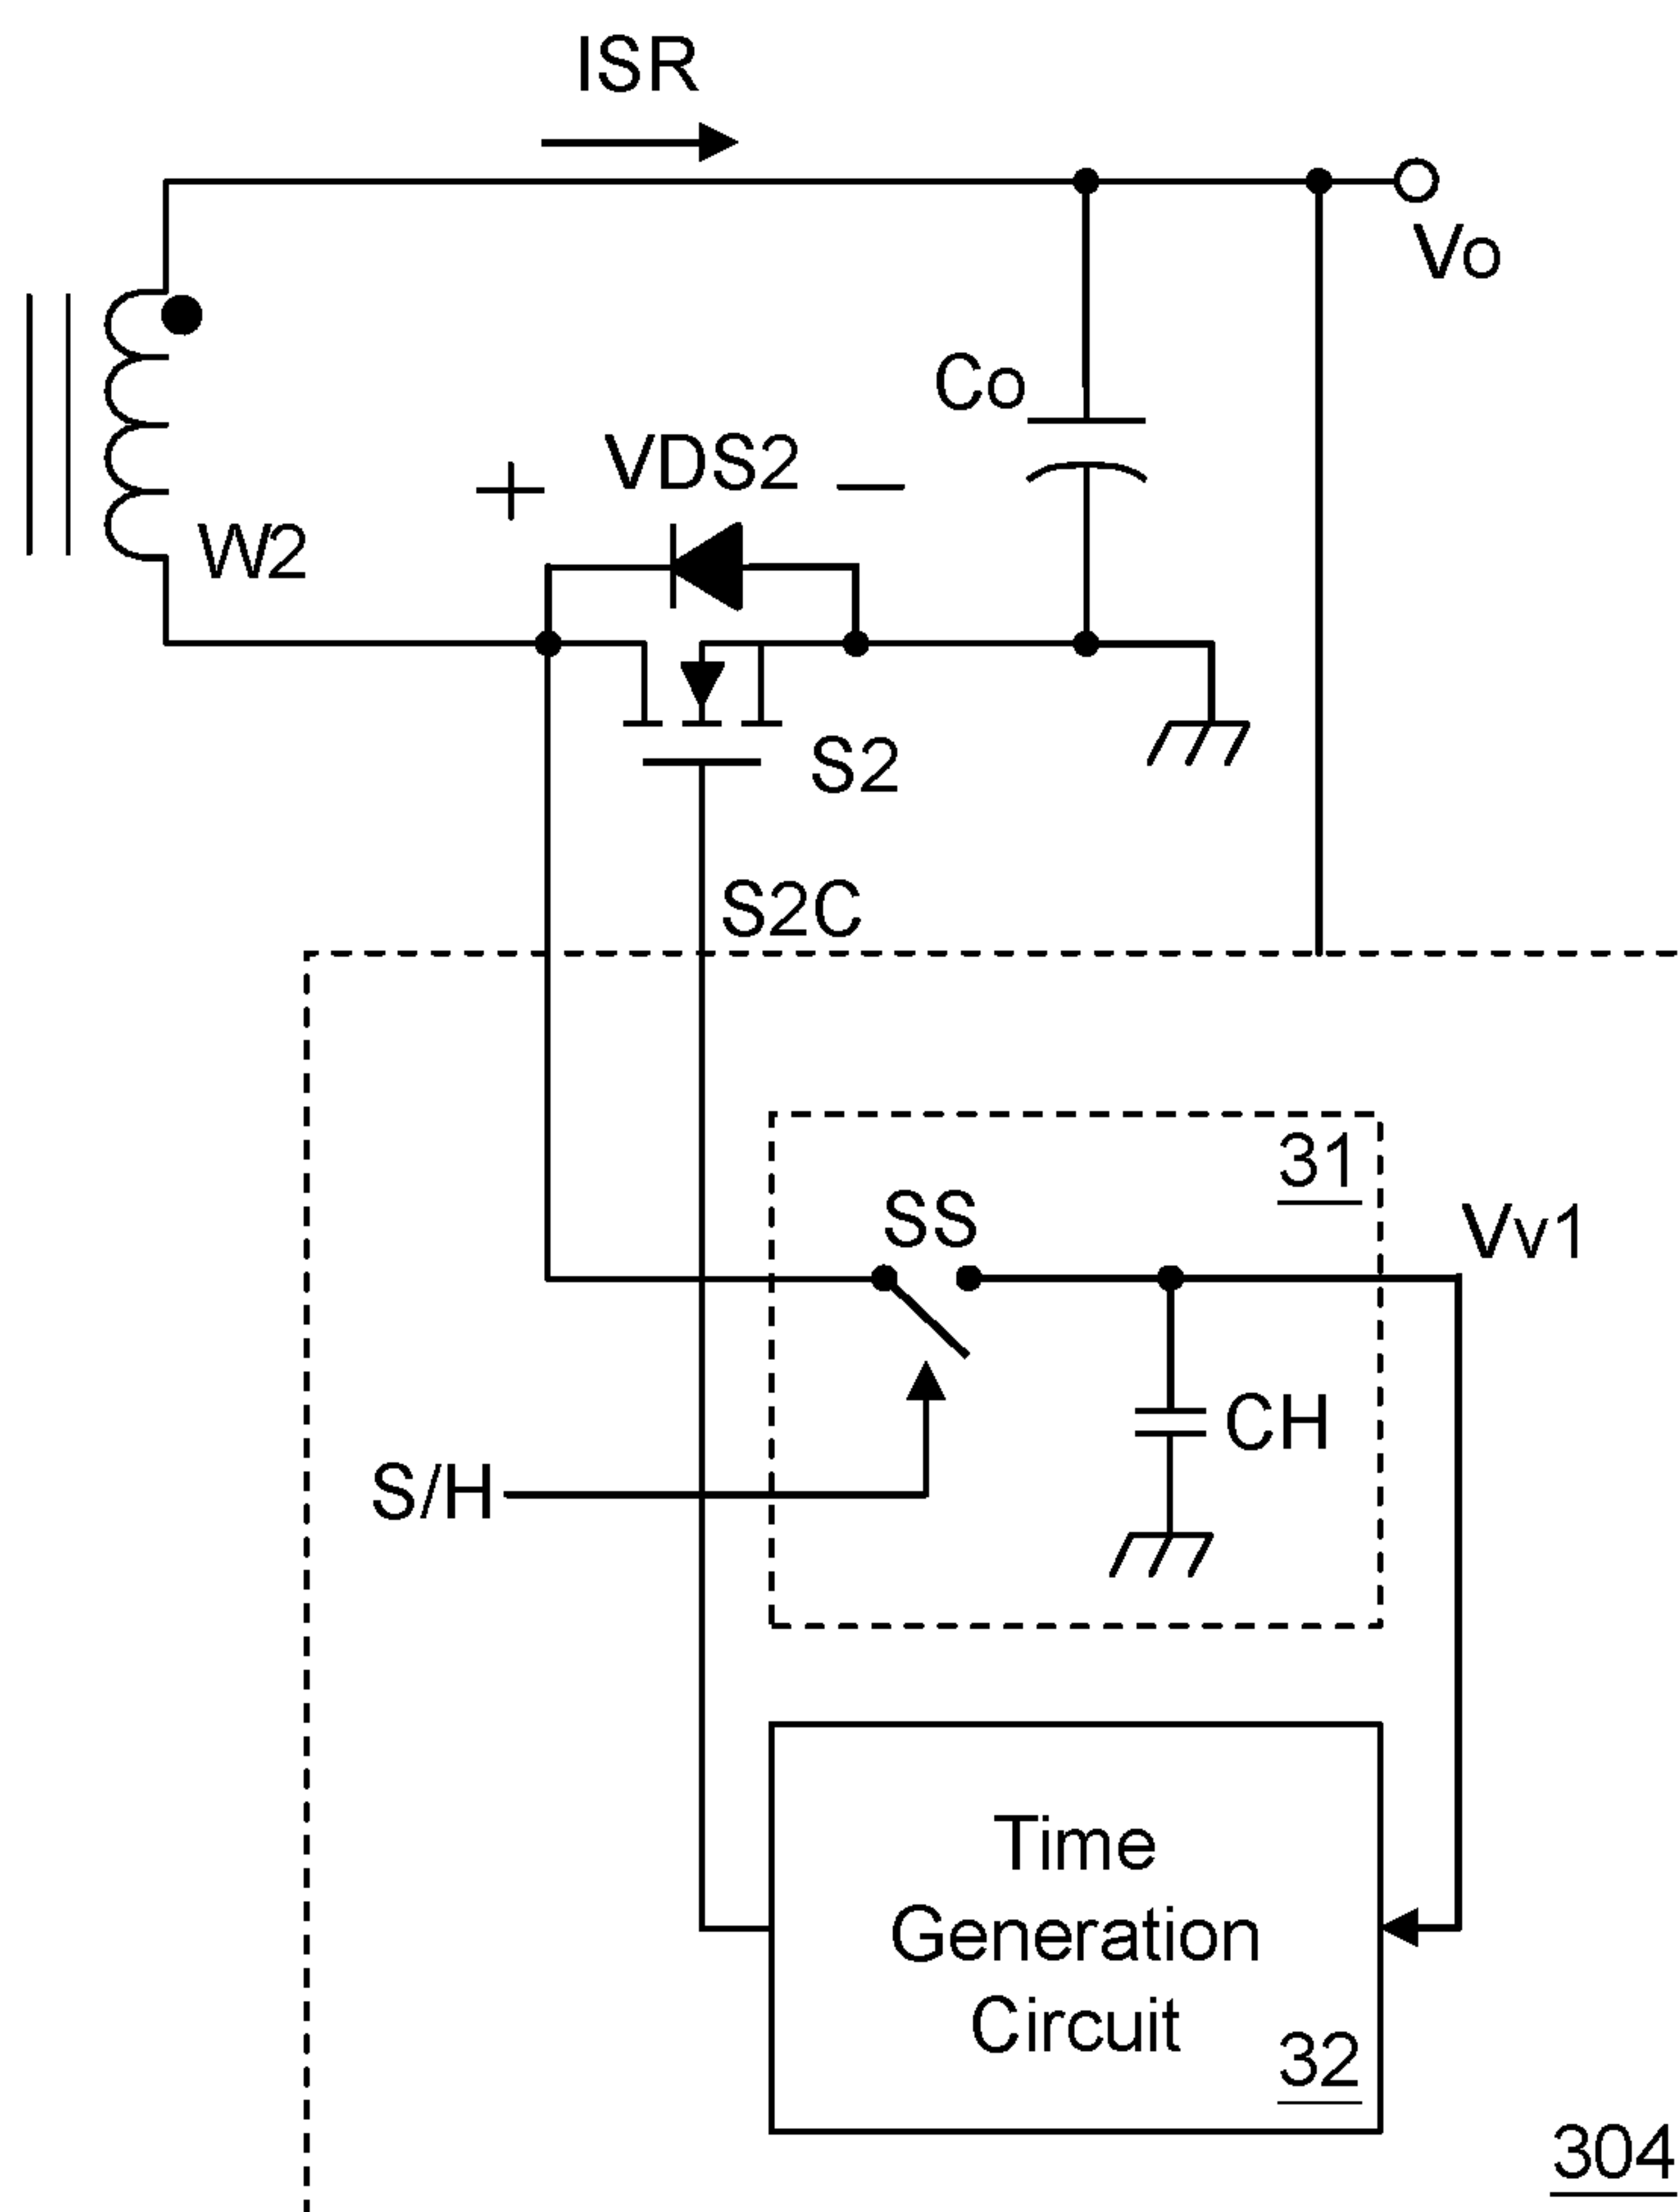 ISR
Vo
Co
+ VDS2 −
W2
S2
S2C
31
SS
Vv1
CH
S/H
Time
Generation
Circuit
32
304